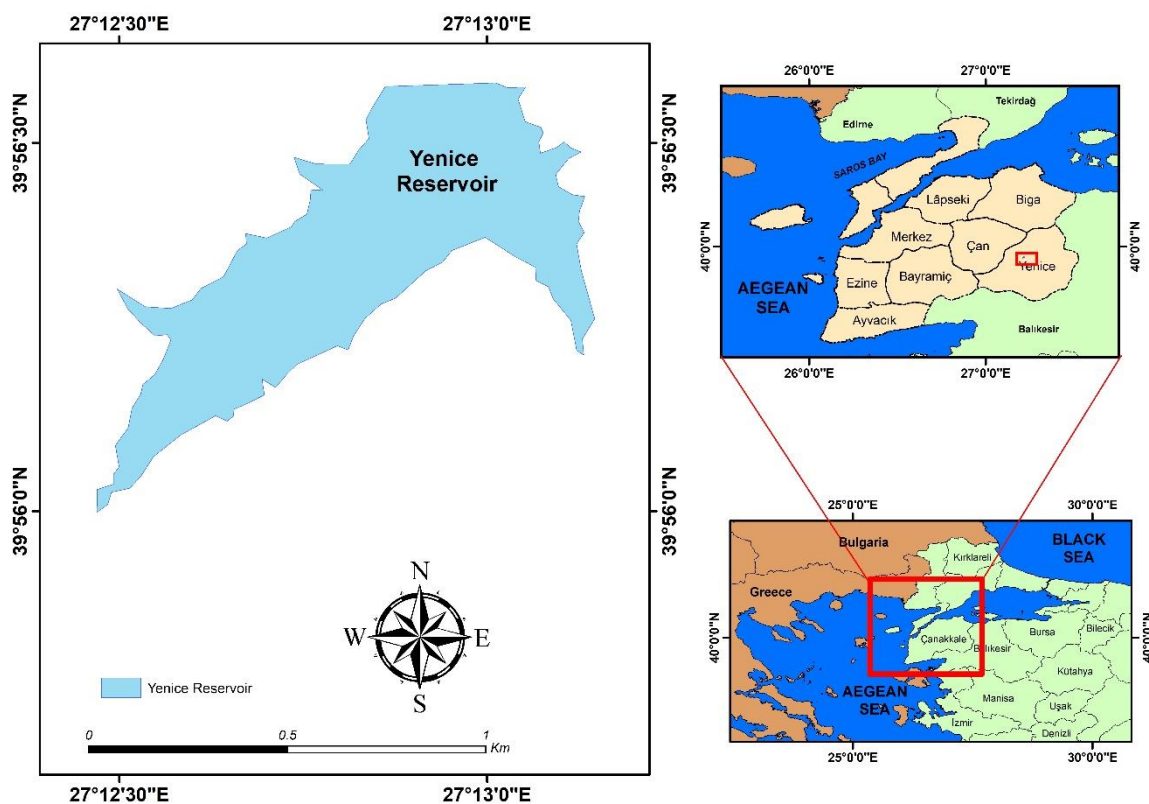 27°12'30"E
27°13'0"E
39°56'30"N
39°56'30"N
Yenice
Reservoir
39°56'0"N
39°56'0"N
N
W
E
S
Yenice Reservoir
0
0.5
1
Km
27°12'30"E
27°13'0"E
26°0'0"E
27°0'0"E
Tekirdağ
Edirne
SAROS BAY
Lâpseki
Biga
40°0'0"N
40°0'0"N
Merkez
Çan
Yenice
Ezine
Bayramiç
AEGEAN
SEA
Ayvacık
Balıkesir
26°0'0"E
27°0'0"E
25°0'0"E
30°0'0"E
Bulgaria
BLACK
SEA
Kırklareli
Greece
40°0'0"N
40°0'0"N
Çanakkale
Balıkesir
Bursa
Bilecik
Kütahya
AEGEAN
SEA
Manisa
Uşak
İzmir
Denizli
25°0'0"E
30°0'0"E